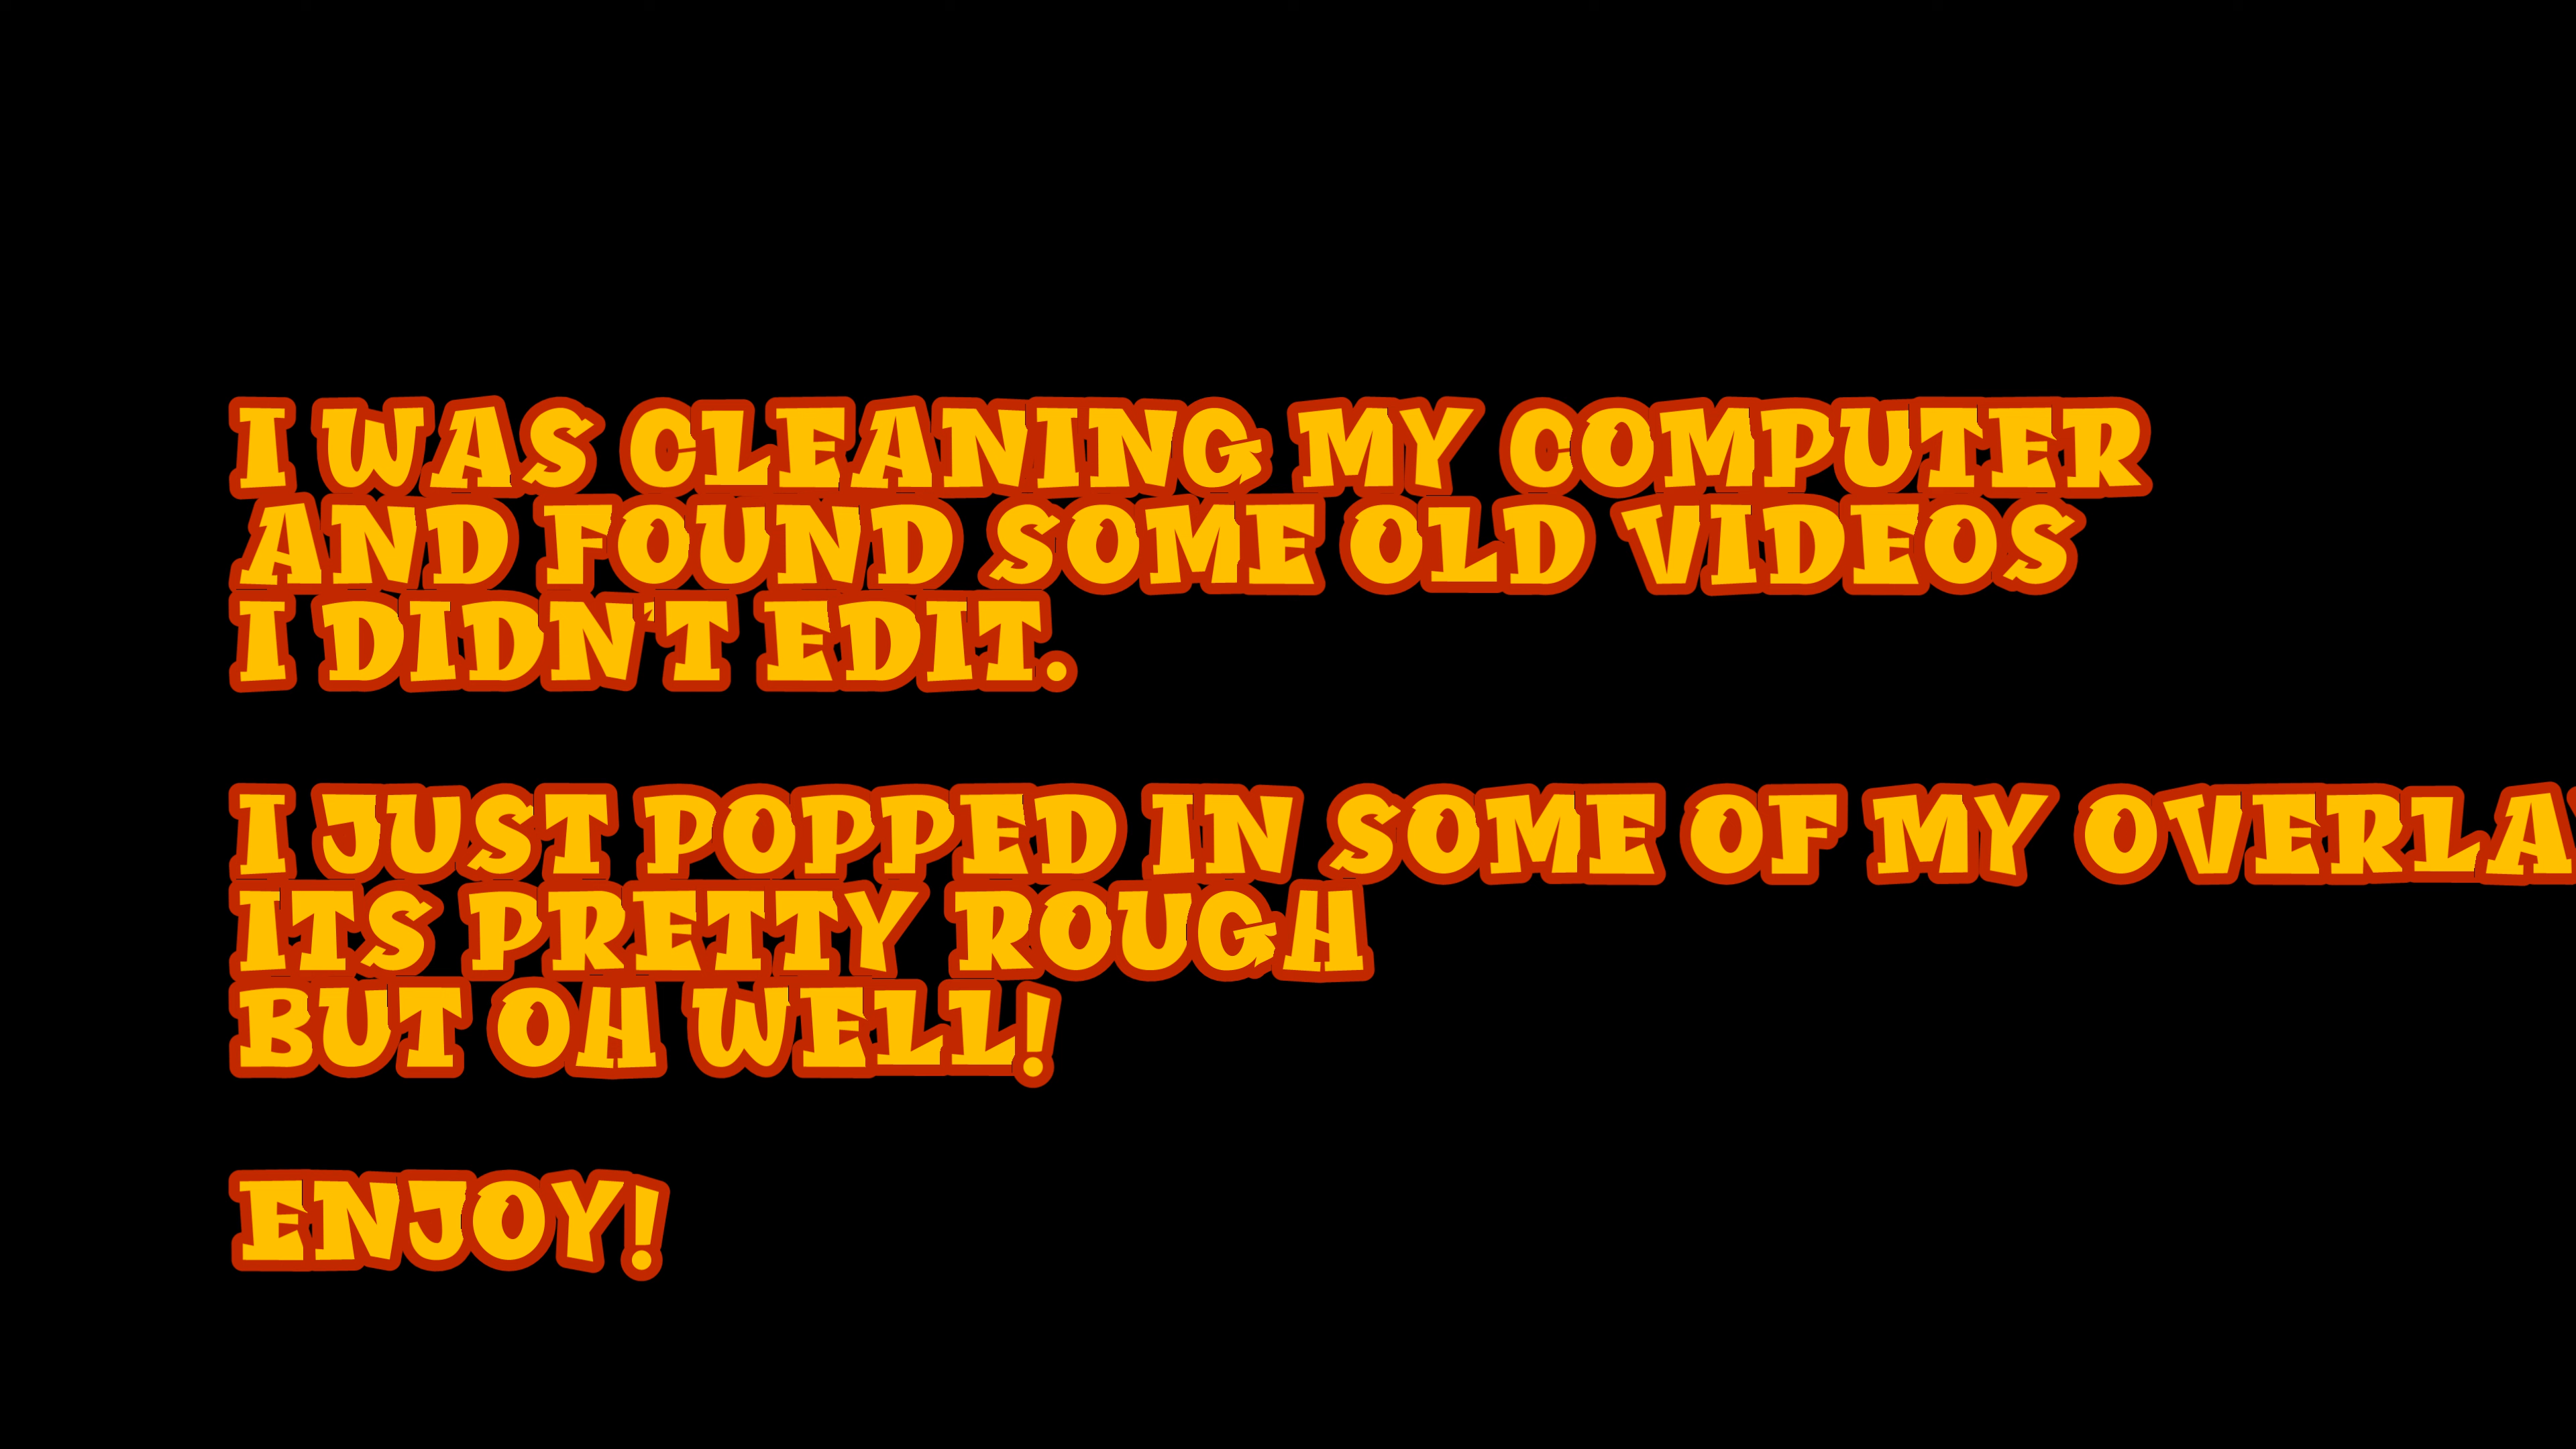 I WAS CLEANING MY COMPUTER
AND FOUND SOME OLD VIDEOS
I DIDN'T EDIT.
I JUST POPPED IN SOME OF MY OVERLA
ITS PRETTY ROUGH
BUT OH WELL!
ENJOY!